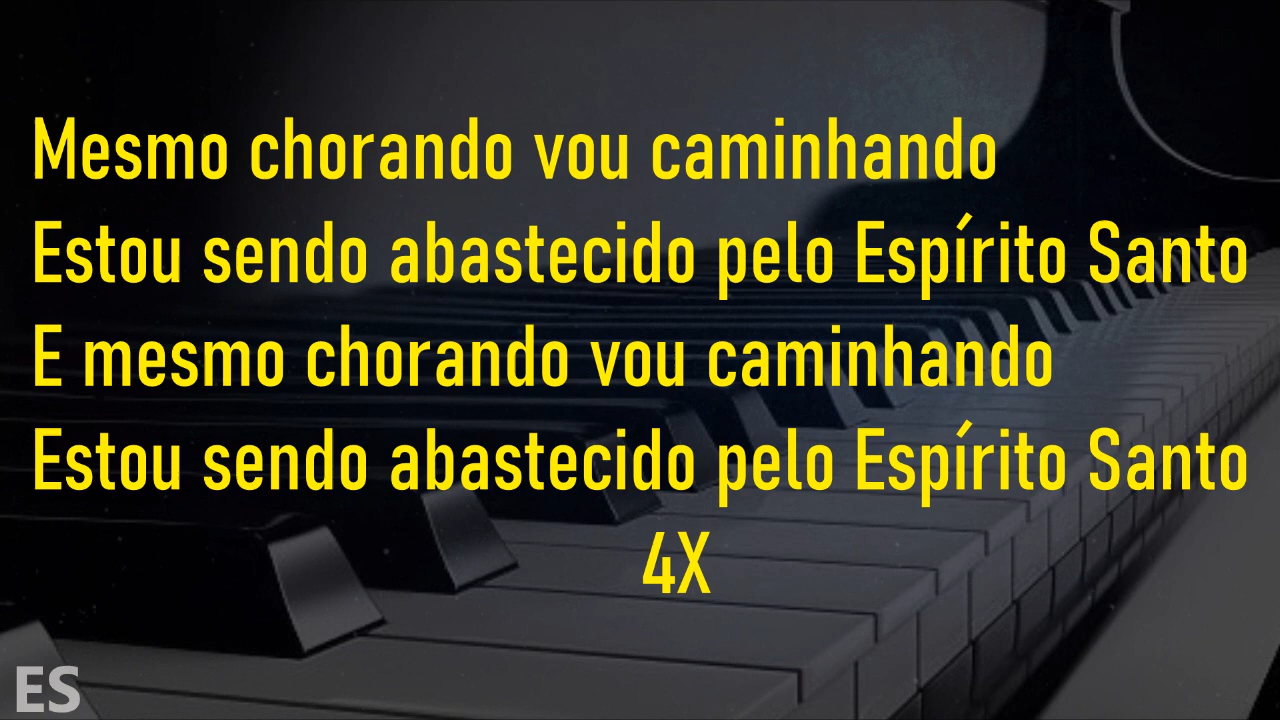 Mesmo chorando vou caminhando
Estou sendo abastecido pelo Espírito Santo
E mesmo chorando vou caminhando
Estou sendo abastecido pelo Espírito Santo
4X
ES